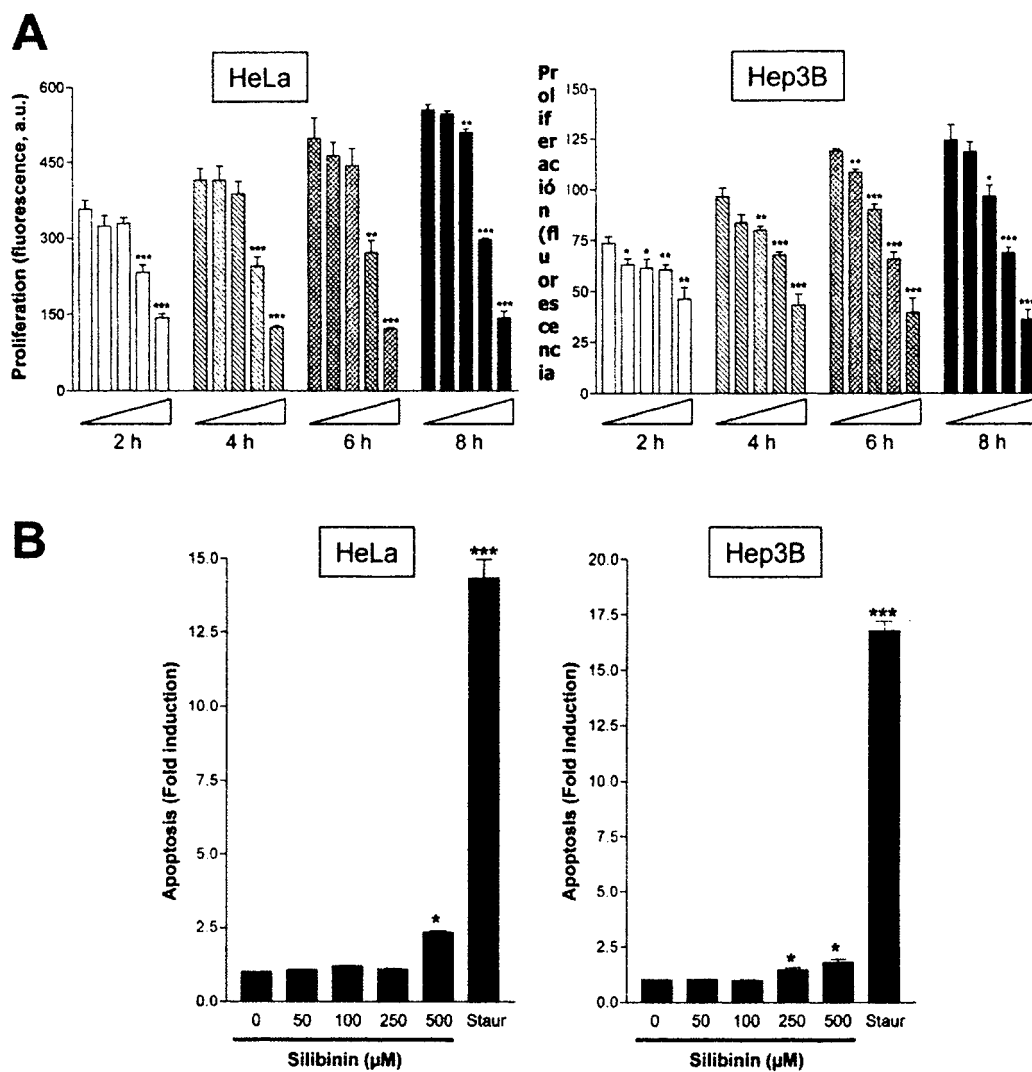 A
HeLa
Proliferation (fluorescence, a.u.)
600
450
300
150
0
***
***
***
***
**
***
**
***
***
2 h
4 h
6 h
8 h
Hep3B
Pr
ol
if
er
ac
ió
n
(fl
u
or
es
ce
nc
ia
150
125
100
75
50
25
0
*
*
**
**
**
***
***
**
***
***
***
*
***
***
2 h
4 h
6 h
8 h
B
HeLa
Apoptosis (Fold induction)
15.0
12.5
10.0
7.5
5.0
2.5
0.0
*
***
0 50 100 250 500 Staur
Silibinin (µM)
Hep3B
Apoptosis (Fold induction)
20.0
17.5
15.0
12.5
10.0
7.5
5.0
2.5
0.0
*
*
***
0 50 100 250 500 Staur
Silibinin (µM)